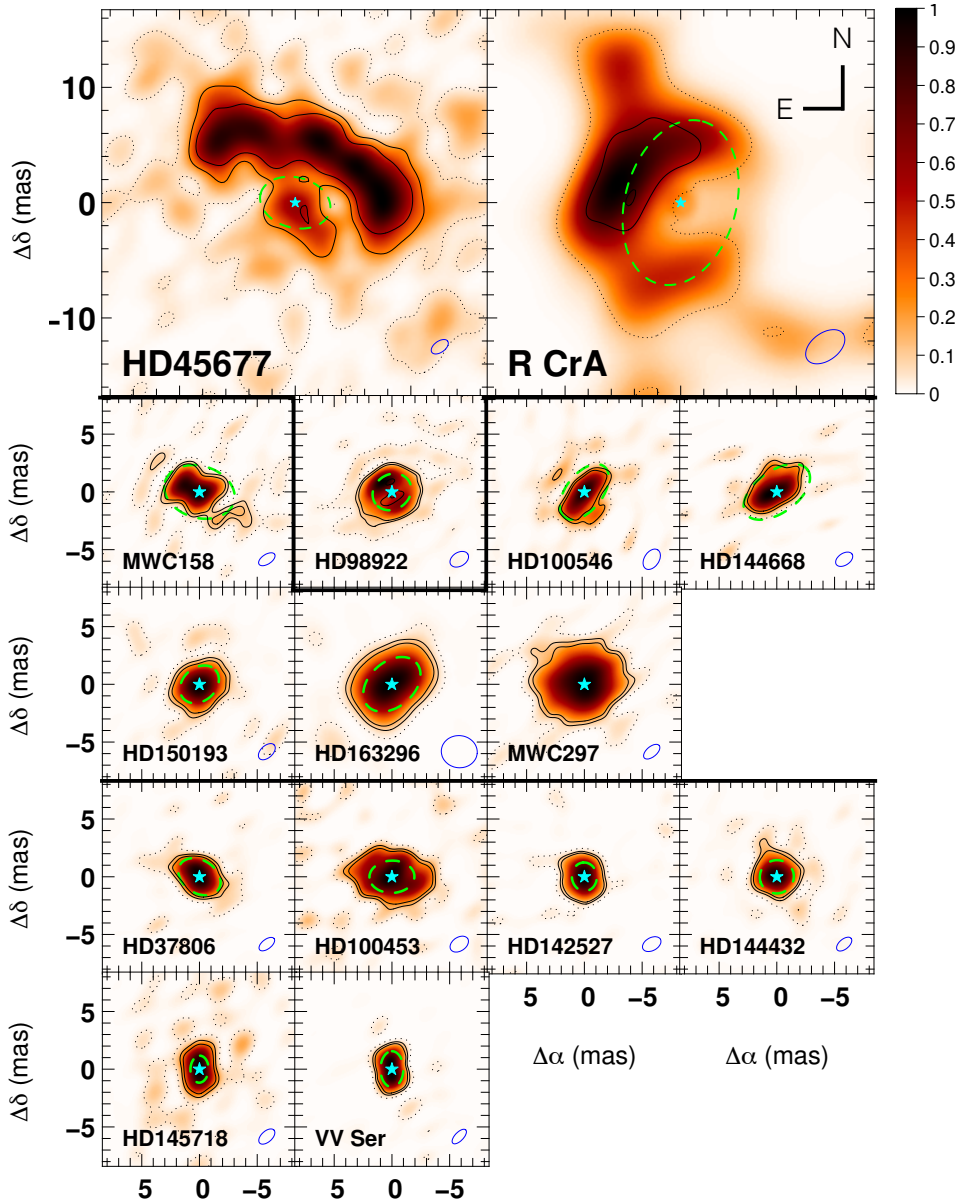 1
0.9
0.8
0.7
0.6
0.5
0.4
0.3
0.2
0.1
0
N
E
10
0
-10
Δδ (mas)
HD45677
R CrA
5
0
-5
Δδ (mas)
MWC158
HD98922
HD100546
HD144668
5
0
-5
Δδ (mas)
HD150193
HD163296
MWC297
5
0
-5
Δδ (mas)
HD37806
HD100453
HD142527
HD144432
5 0 -5
5 0 -5
Δα (mas)
Δα (mas)
5
0
-5
Δδ (mas)
HD145718
VV Ser
5 0 -5
5 0 -5